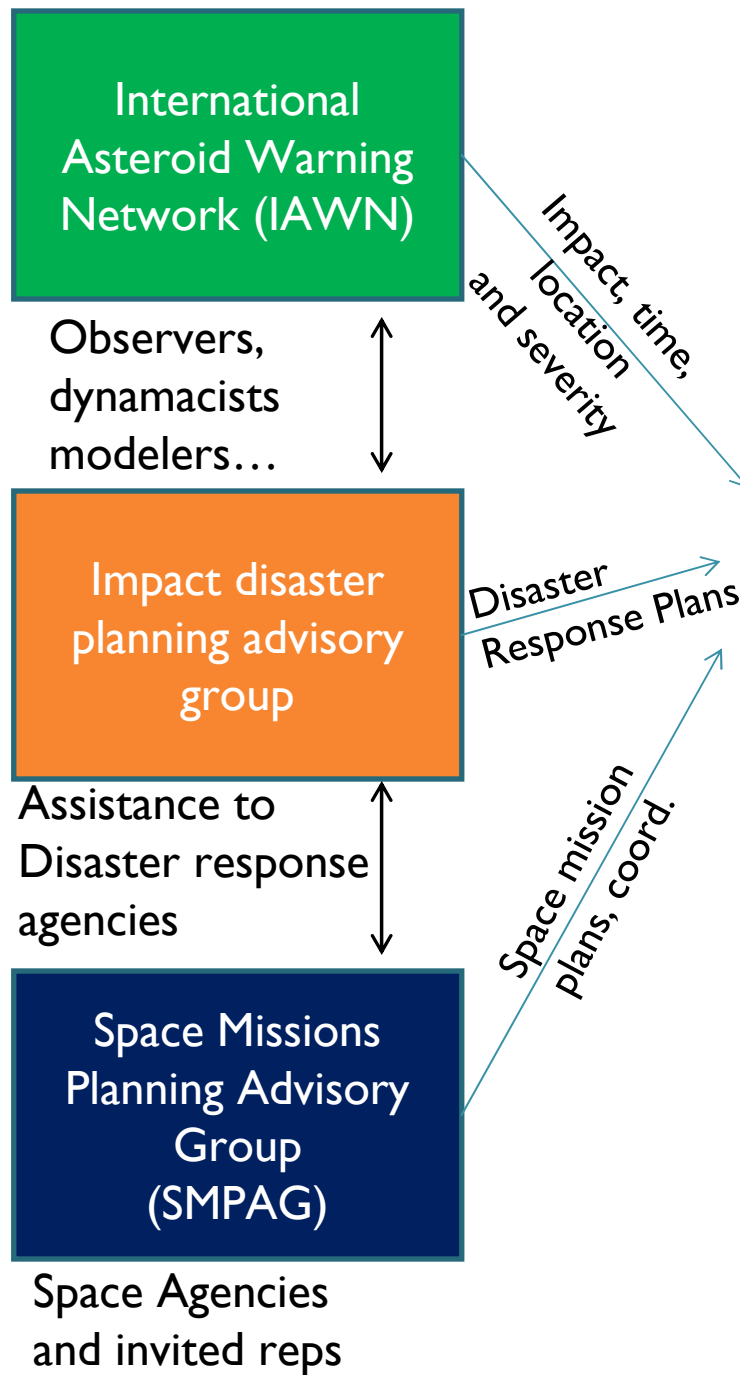 International
Asteroid Warning
Network (IAWN)
Impact, time,
location
and severity
Observers,
dynamacists
modelers…
Impact disaster
planning advisory
group
Disaster
Response Plans
Assistance to
Disaster response
agencies
Space mission
plans, coord.
Space Missions
Planning Advisory
Group
(SMPAG)
Space Agencies
and invited reps